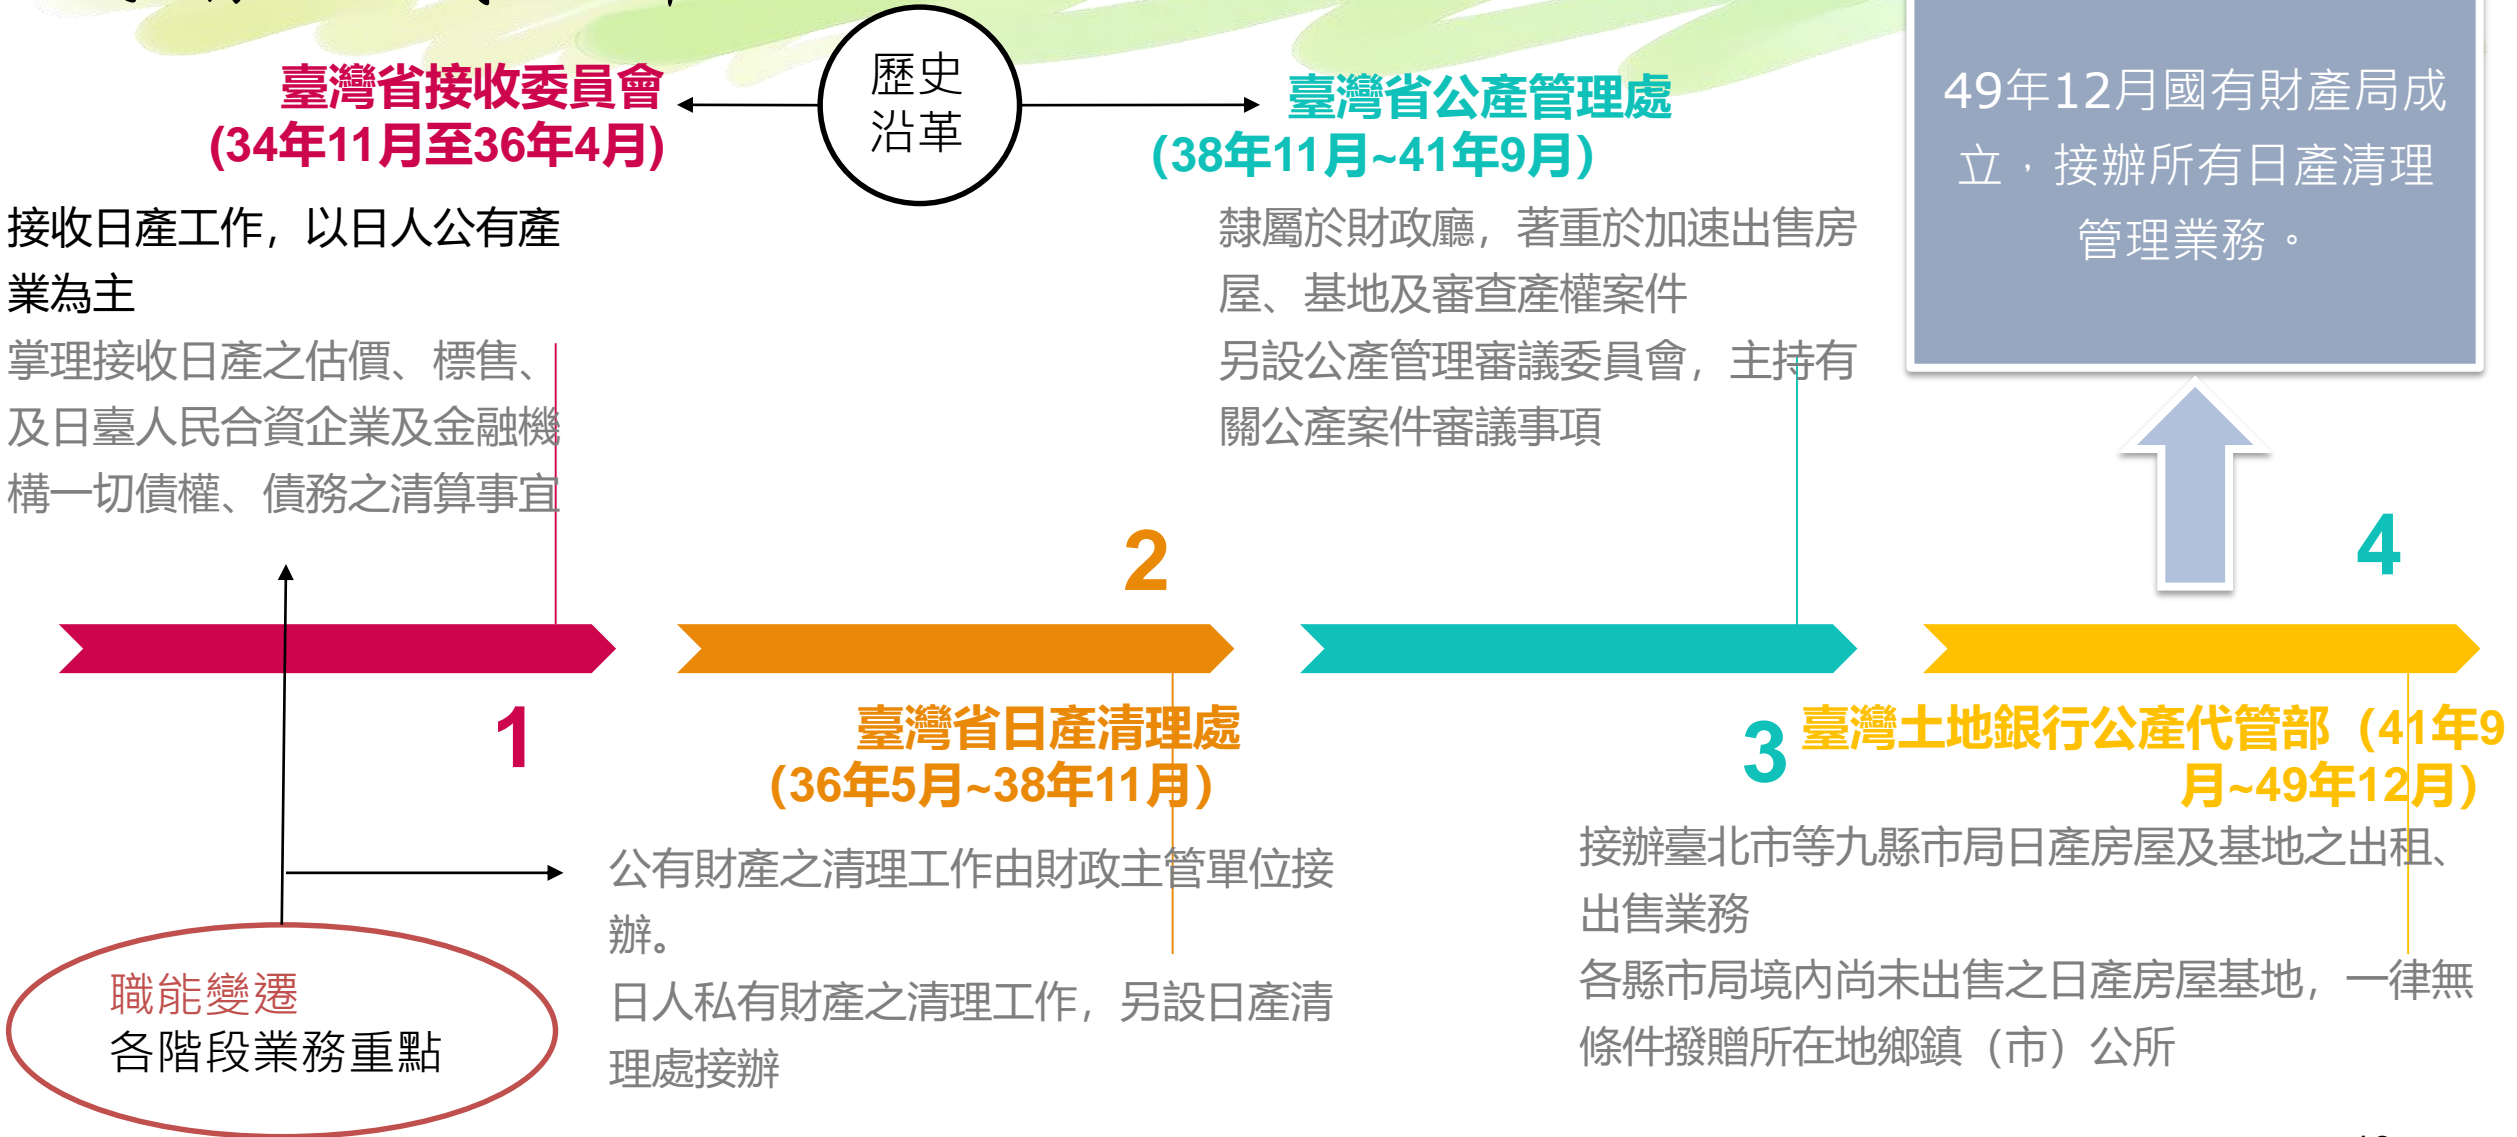 歷史
沿革
臺灣省接收委員會
(34年11月至36年4月)
接收日產工作，以日人公有產
業為主
掌理接收日產之估價、標售、
及日臺人民合資企業及金融機
構一切債權、債務之清算事宜
1
2
臺灣省日產清理處
(36年5月~38年11月)
公有財產之清理工作由財政主管單位接
辦。
日人私有財產之清理工作，另設日產清
理處接辦
臺灣省公產管理處
(38年11月~41年9月)
隸屬於財政廳，著重於加速出售房
屋、基地及審查產權案件
另設公產管理審議委員會，主持有
關公產案件審議事項
3
4
臺灣土地銀行公產代管部（41年9
月~49年12月)
接辦臺北市等九縣市局日產房屋及基地之出租、
出售業務
各縣市局境內尚未出售之日產房屋基地，一律無
條件撥贈所在地鄉鎮（市）公所
49年12月國有財產局成
立，接辦所有日產清理
管理業務。
職能變遷
各階段業務重點